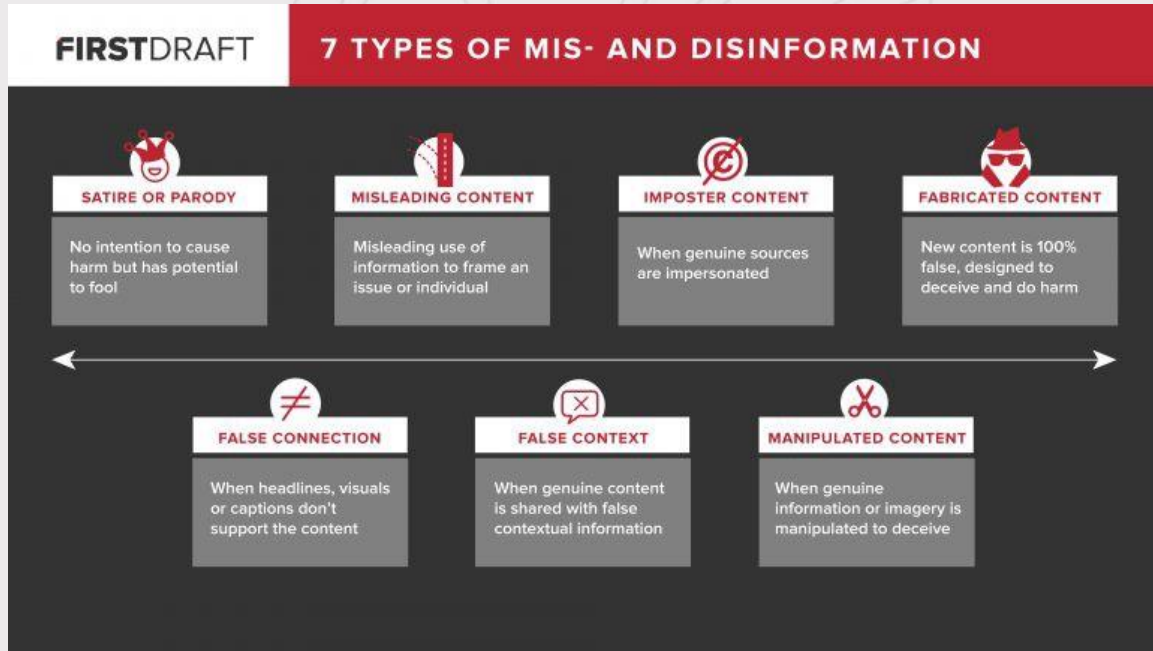 FIRSTDRAFT
7 TYPES OF MIS- AND DISINFORMATION
SATIRE OR PARODY
No intention to cause
harm but has potential
to fool
MISLEADING CONTENT
Misleading use of
information to frame an
issue or individual
IMPOSTER CONTENT
When genuine sources
are impersonated
FABRICATED CONTENT
New content is 100%
false, designed to
deceive and do harm
FALSE CONNECTION
When headlines, visuals
or captions don't
support the content
FALSE CONTEXT
When genuine content
is shared with false
contextual information
MANIPULATED CONTENT
When genuine
information or imagery is
manipulated to deceive